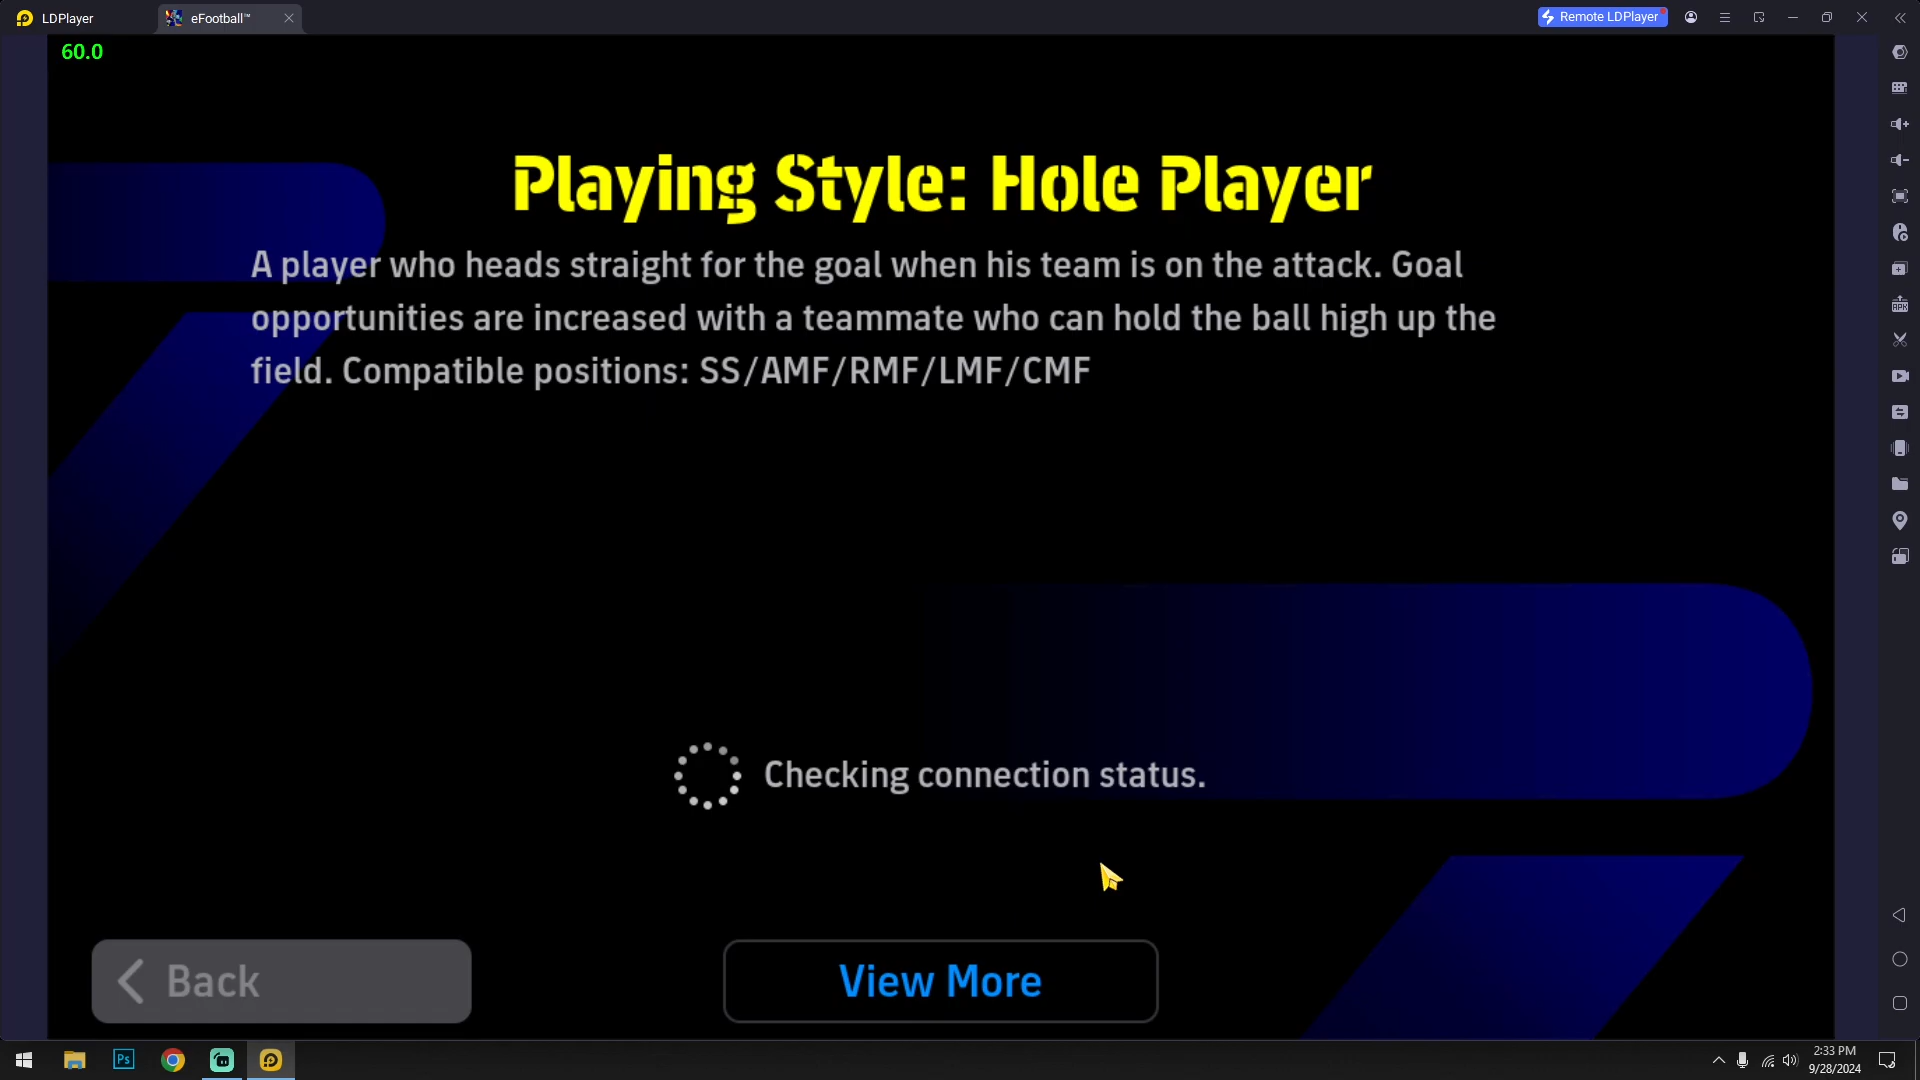 LDPlayer
eFootball™
Remote LDPlayer
60.0
Playing Style: Hole Player
A player who heads straight for the goal when his team is on the attack. Goal
opportunities are increased with a teammate who can hold the ball high up the
field. Compatible positions: SS/AMF/RMF/LMF/CMF
Checking connection status.
Back
View More
Ps
2:33 PM
9/28/2024